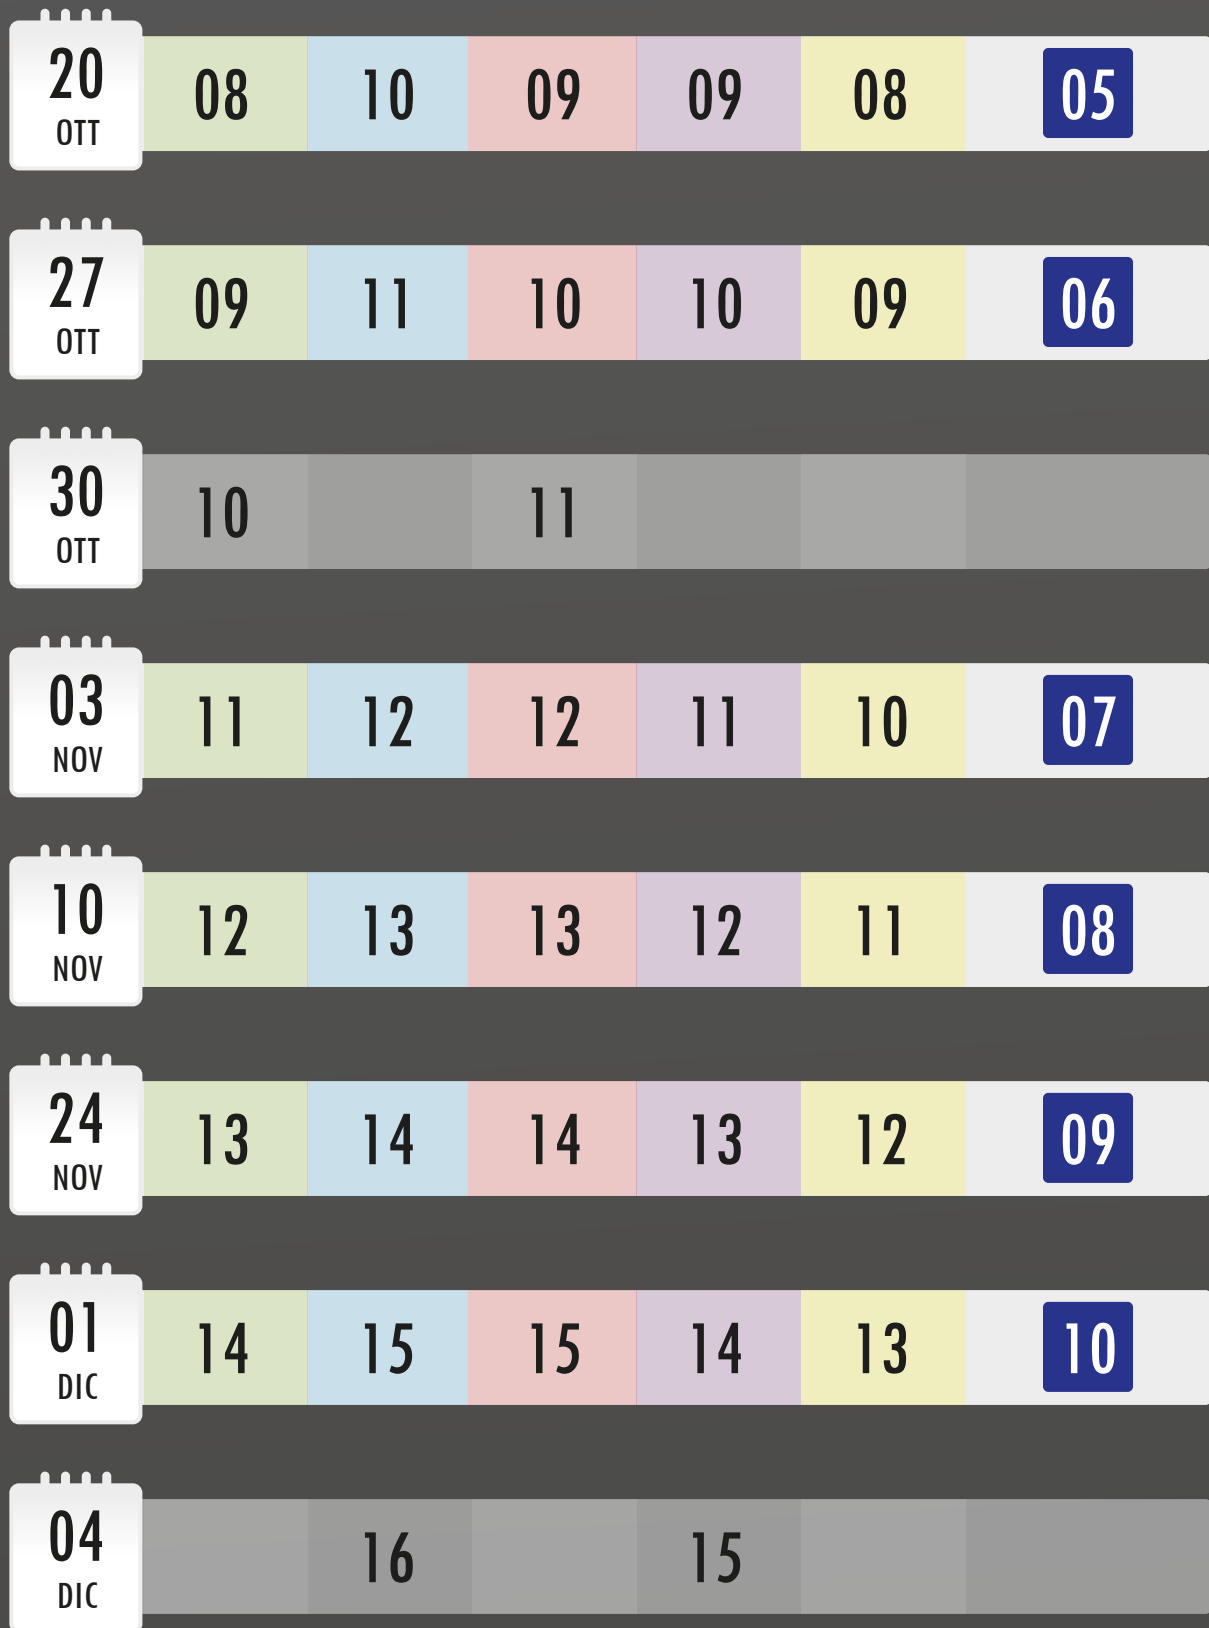 20 OTT 08 10 09 09 08 05
27 OTT 09 11 10 10 09 06
30 OTT 10 11
03 NOV 11 12 12 11 10 07
10 NOV 12 13 13 12 11 08
24 NOV 13 14 14 13 12 09
01 DIC 14 15 15 14 13 10
04 DIC 16 15